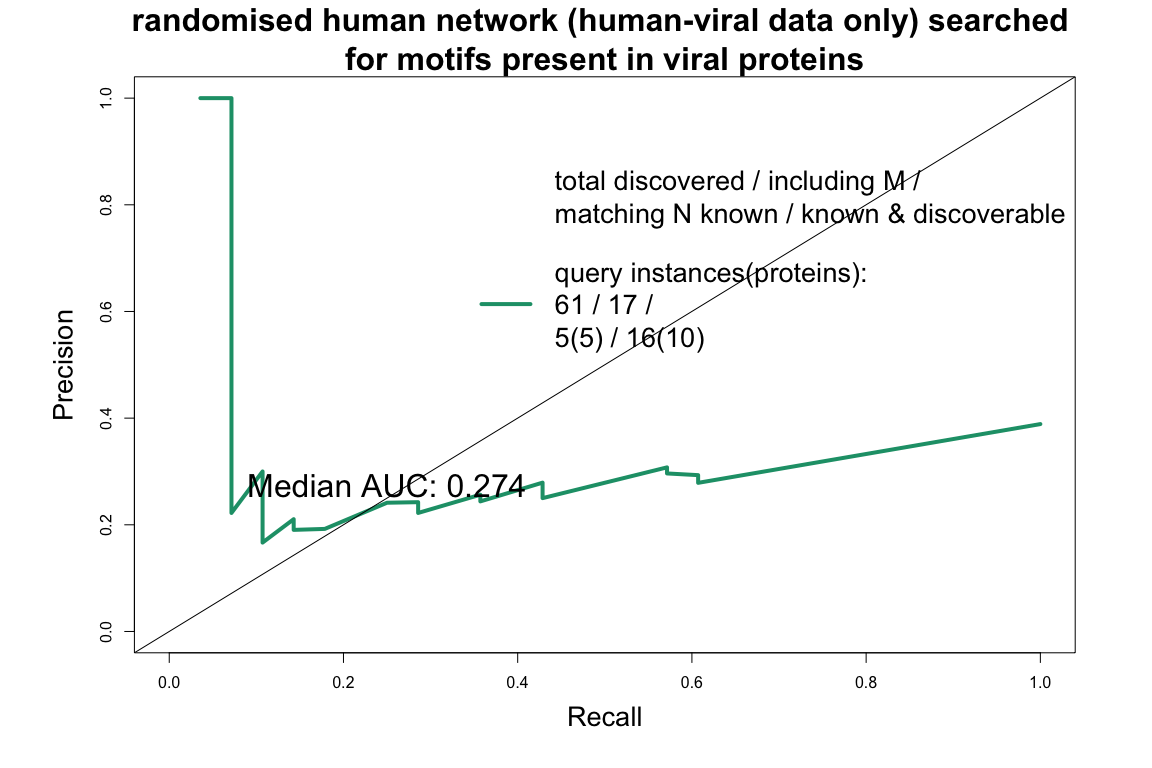 randomised human network (human-viral data only) searched
for motifs present in viral proteins
1.0
0.8
0.6
0.4
0.2
0.0
Precision
total discovered / including M /
matching N known / known & discoverable
query instances(proteins):
61 / 17 /
5(5) / 16(10)
Median AUC: 0.274
0.0 0.2 0.4 0.6 0.8 1.0
Recall